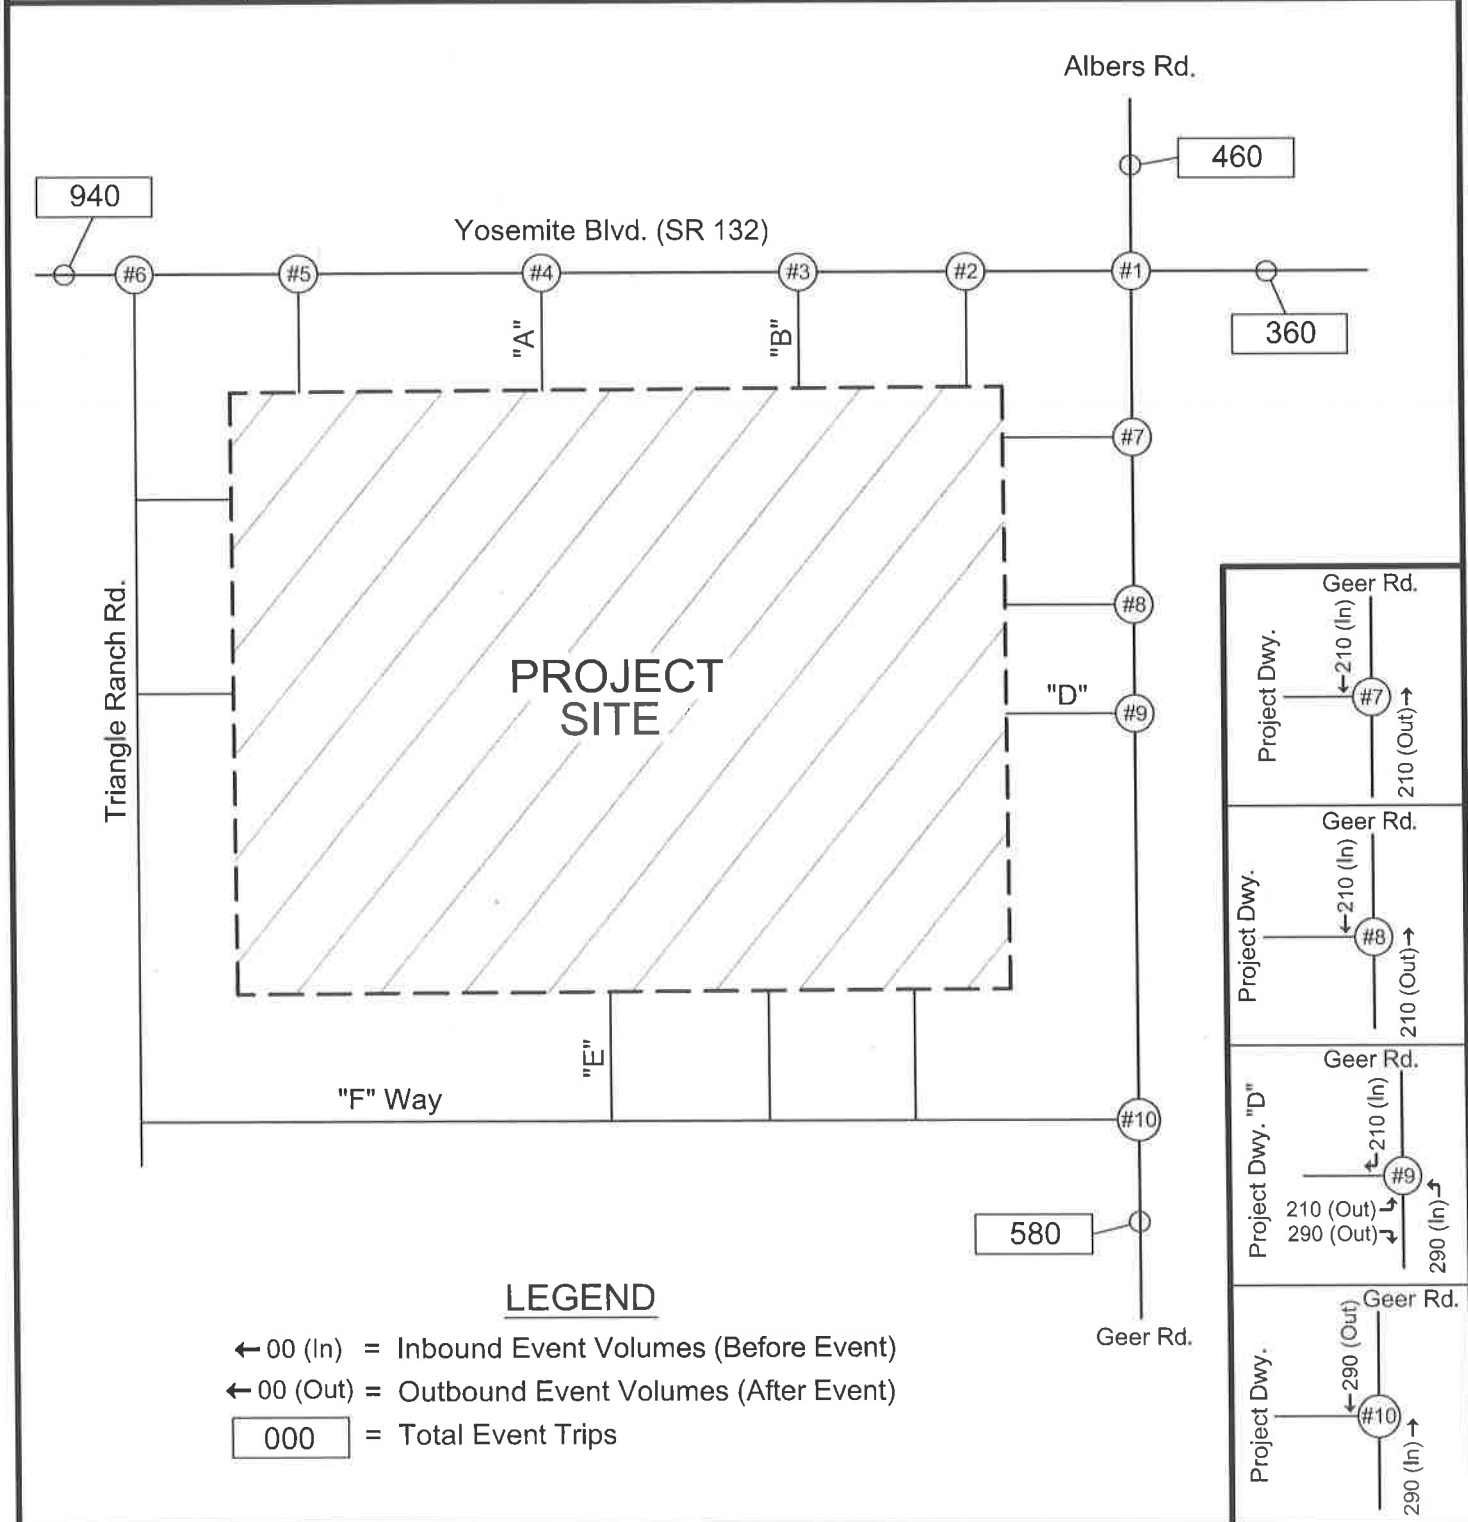 Albers Rd.
460
940
Yosemite Blvd. (SR 132)
#6
#5
#4
#3
#2
#1
"A"
"B"
360
#7
Triangle Ranch Rd.
#8
PROJECT
SITE
"D"
#9
"E"
"F" Way
#10
580
Geer Rd.
LEGEND
←00 (In) = Inbound Event Volumes (Before Event)
←00 (Out) = Outbound Event Volumes (After Event)
000 = Total Event Trips
Geer Rd.
Project Dwy.
←210 (In)
#7
210 (Out)→
Geer Rd.
Project Dwy.
←210 (In)
#8
210 (Out)→
Geer Rd.
Project Dwy. "D"
210 (In)
#9
210 (Out)
290 (Out)
290 (In)
Geer Rd.
Project Dwy.
←290 (Out)
#10
290 (In)→